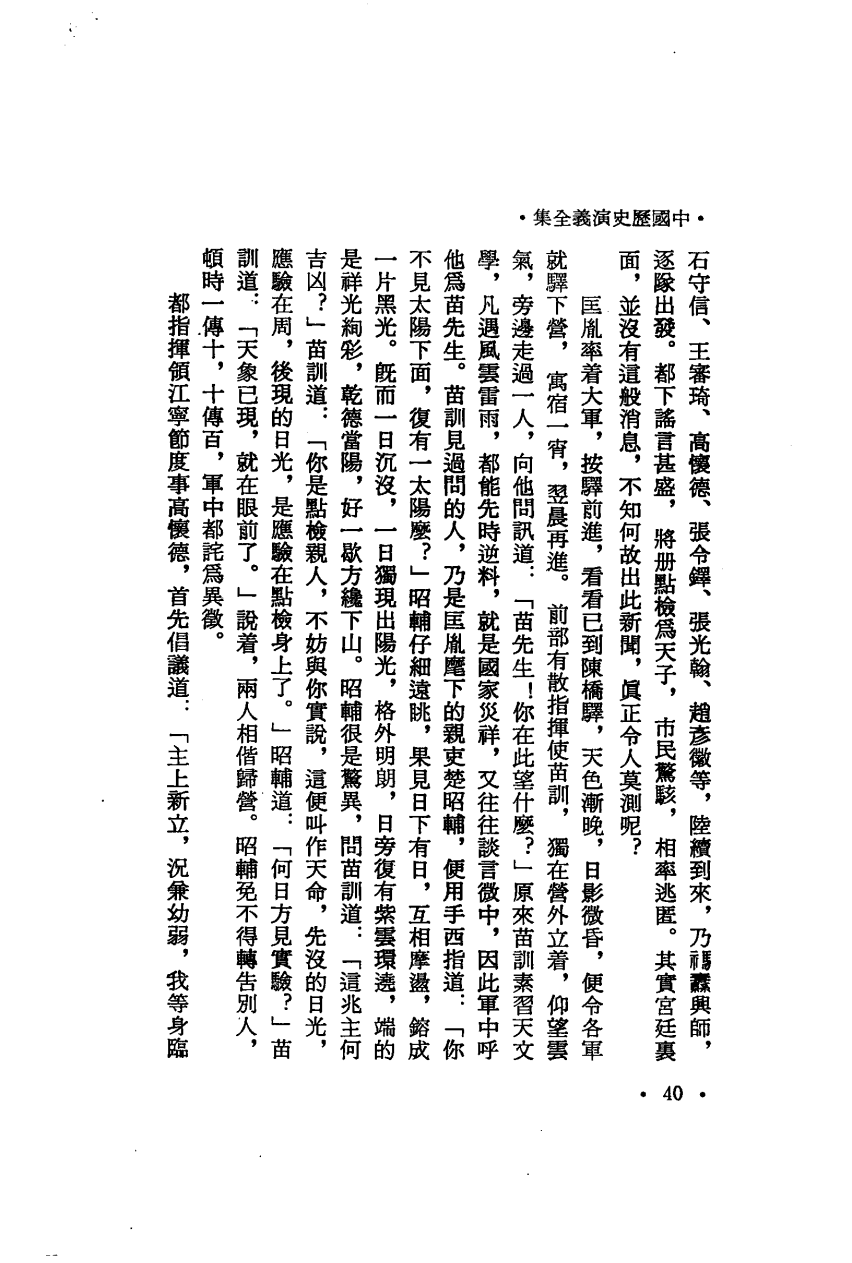 •中國歷史演義全集•
石守信、王審琦、高懷德、張令鐸、張光翰、趙彥徽等，陸續到來，乃禡纛興師，
逐隊出發。都下謠言甚盛，將册點檢爲天子，市民驚駭，相率逃匿。其實宮廷裏
面，並沒有這般消息，不知何故出此新聞，眞正令人莫測呢？
匡胤率着大軍，按驛前進，看看已到陳橋驛，天色漸晚，日影微昏，便令各軍
就驛下營，寓宿一宵，翌晨再進。前部有散指揮使苗訓，獨在營外立着，仰望雲
氣，旁邊走過一人，向他問訊道：「苗先生！你在此望什麼？」原來苗訓素習天文
學，凡遇風雲雷雨，都能先時逆料，就是國家災祥，又往往談言微中，因此軍中呼
他爲苗先生。苗訓見過問的人，乃是匡胤麾下的親吏楚昭輔，便用手西指道：「你
不見太陽下面，復有一太陽麼？」昭輔仔細遠眺，果見日下有日，互相摩盪，鎔成
一片黑光。旣而一日沉沒，一日獨現出陽光，格外明朗，日旁復有紫雲環遶，端的
是祥光絢彩，乾德當陽，好一歇方纔下山。昭輔很是驚異，問苗訓道：「這兆主何
吉凶？」苗訓道：「你是點檢親人，不妨與你實說，這便叫作天命，先沒的日光，
應驗在周，後現的日光，是應驗在點檢身上了。」昭輔道：「何日方見實驗？」苗
訓道：「天象已現，就在眼前了。」說着，兩人相偕歸營。昭輔免不得轉告別人，
頓時一傳十，十傳百，軍中都詫爲異徵。
都指揮領江寧節度事高懷德，首先倡議道：「主上新立，況兼幼弱，我等身臨
• 40 •